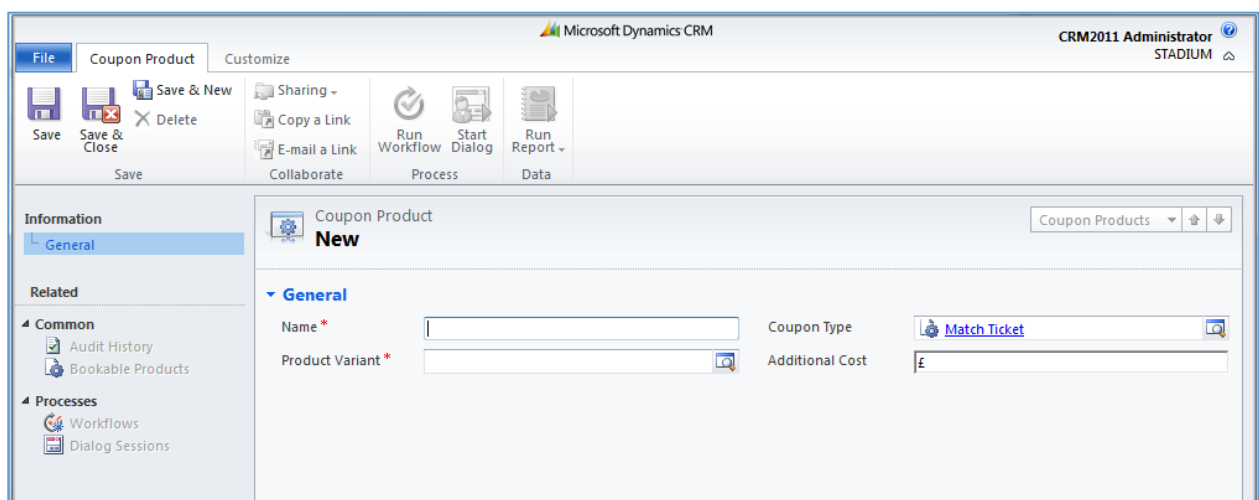 Microsoft Dynamics CRM
CRM2011 Administrator
STADIUM
File Coupon Product Customize
Save
Save & Close
Save & New
Delete
Save
Sharing
Copy a Link
E-mail a Link
Collaborate
Run Workflow
Start Dialog
Process
Run Report
Data
Information
General
Related
Common
Audit History
Bookable Products
Processes
Workflows
Dialog Sessions
Coupon Product
New
Coupon Products
General
Name *
Coupon Type Match Ticket
Product Variant *
Additional Cost £